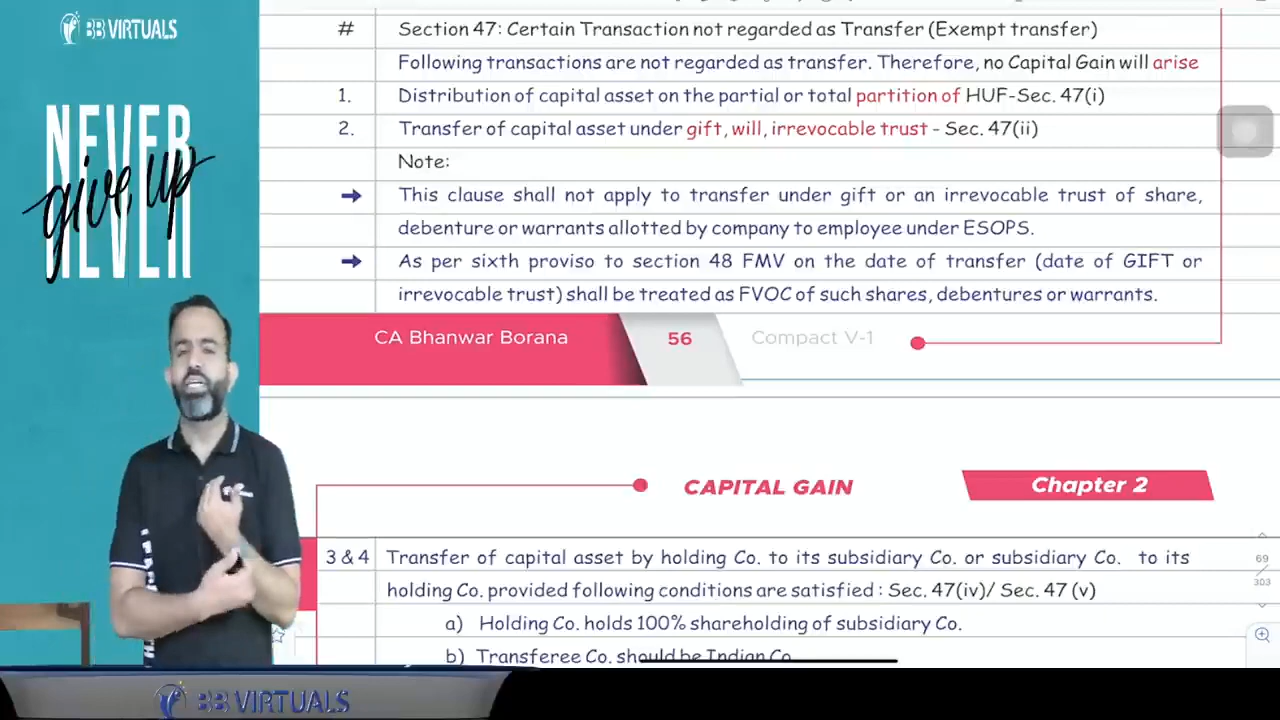 BB VIRTUALS
NEVER
give up
NEVER
# Section 47: Certain Transaction not regarded as Transfer (Exempt transfer)
Following transactions are not regarded as transfer. Therefore, no Capital Gain will arise
1. Distribution of capital asset on the partial or total partition of HUF-Sec. 47(i)
2. Transfer of capital asset under gift, will, irrevocable trust - Sec. 47(ii)
Note:
➔ This clause shall not apply to transfer under gift or an irrevocable trust of share,
debenture or warrants allotted by company to employee under ESOPS.
➔ As per sixth proviso to section 48 FMV on the date of transfer (date of GIFT or
irrevocable trust) shall be treated as FVOC of such shares, debentures or warrants.
CA Bhanwar Borana 56 Compact V-1
CAPITAL GAIN Chapter 2
3 & 4 Transfer of capital asset by holding Co. to its subsidiary Co. or subsidiary Co. to its
holding Co. provided following conditions are satisfied : Sec. 47(iv)/ Sec. 47 (v)
a) Holding Co. holds 100% shareholding of subsidiary Co.
b) Transferee Co. should be Indian Co.
69
303
BB VIRTUALS